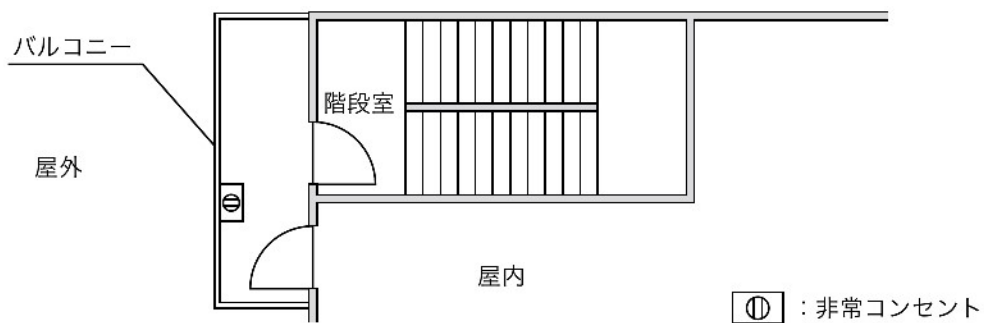 バルコニー
階段室
屋外
屋内
：非常コンセント